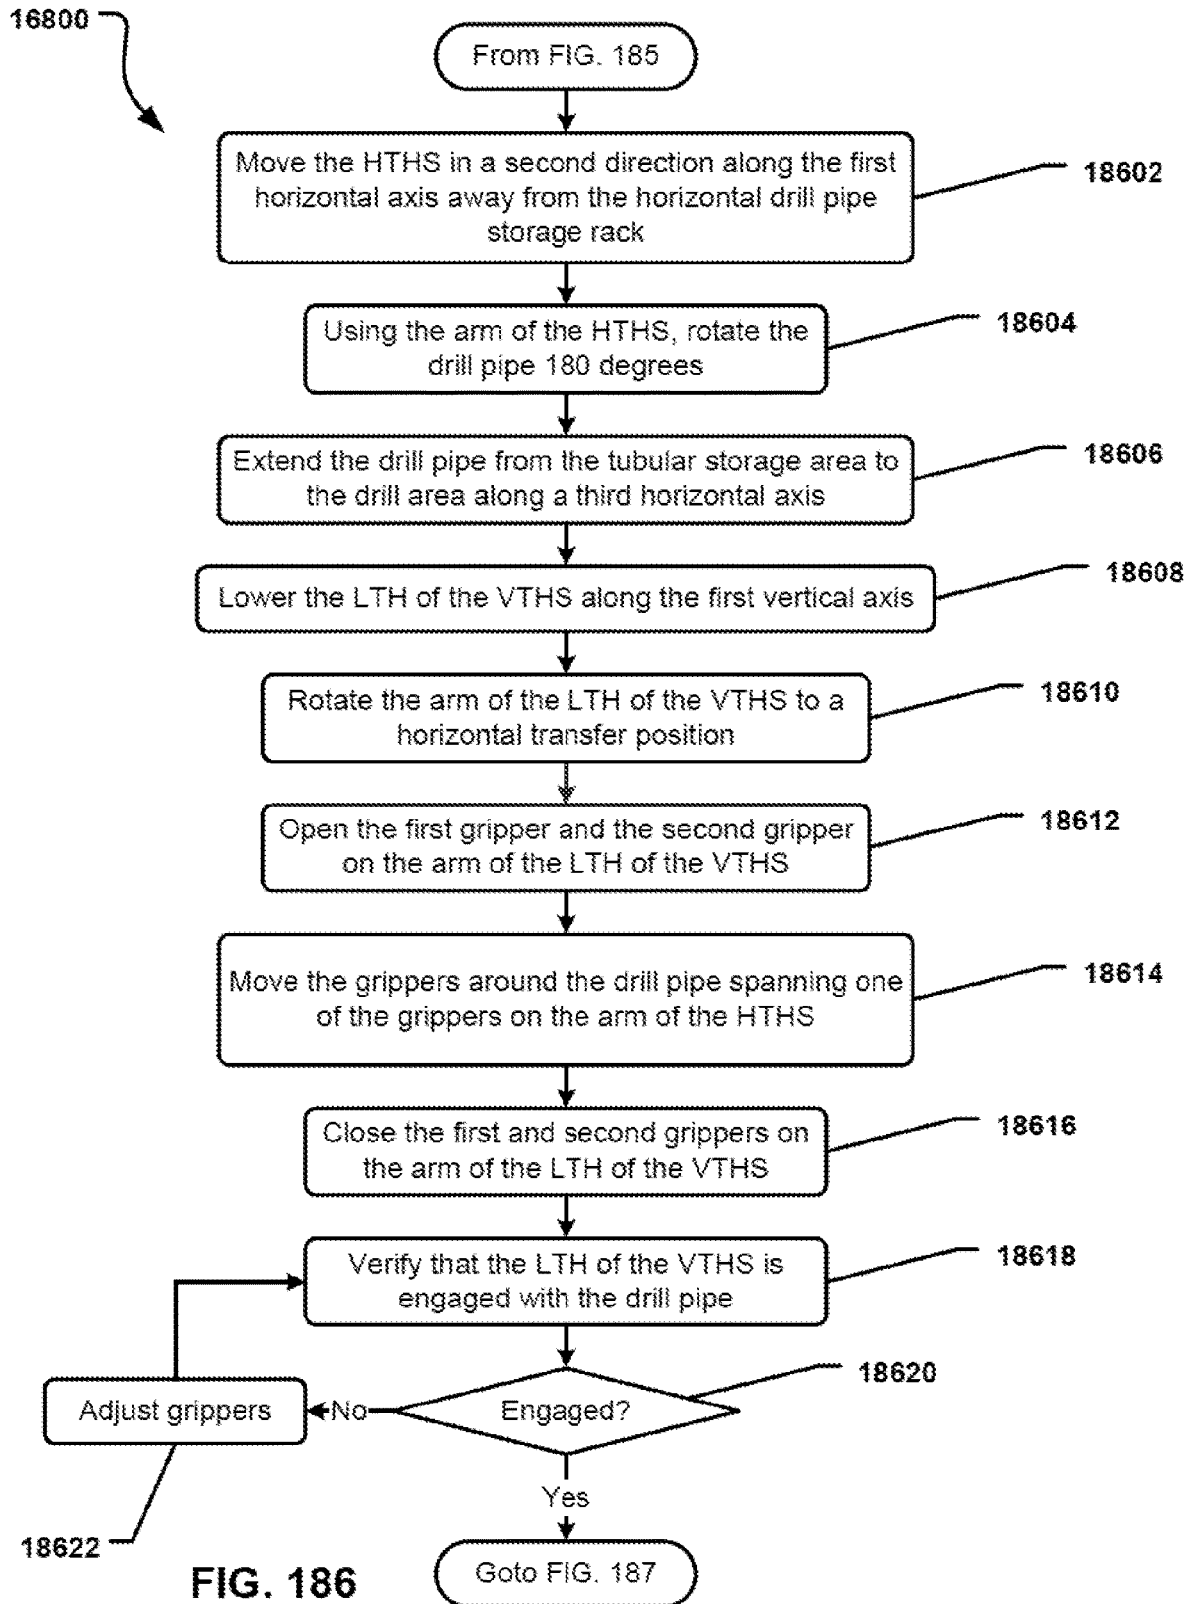 16800
From FIG. 185
Move the HTHS in a second direction along the first
horizontal axis away from the horizontal drill pipe
storage rack
18602
Using the arm of the HTHS, rotate the
drill pipe 180 degrees
18604
Extend the drill pipe from the tubular storage area to
the drill area along a third horizontal axis
18606
Lower the LTH of the VTHS along the first vertical axis
18608
Rotate the arm of the LTH of the VTHS to a
horizontal transfer position
18610
Open the first gripper and the second gripper
on the arm of the LTH of the VTHS
18612
Move the grippers around the drill pipe spanning one
of the grippers on the arm of the HTHS
18614
Close the first and second grippers on
the arm of the LTH of the VTHS
18616
Verify that the LTH of the VTHS is
engaged with the drill pipe
18618
Engaged?
18620
No
Adjust grippers
18622
Yes
Goto FIG. 187
FIG. 186